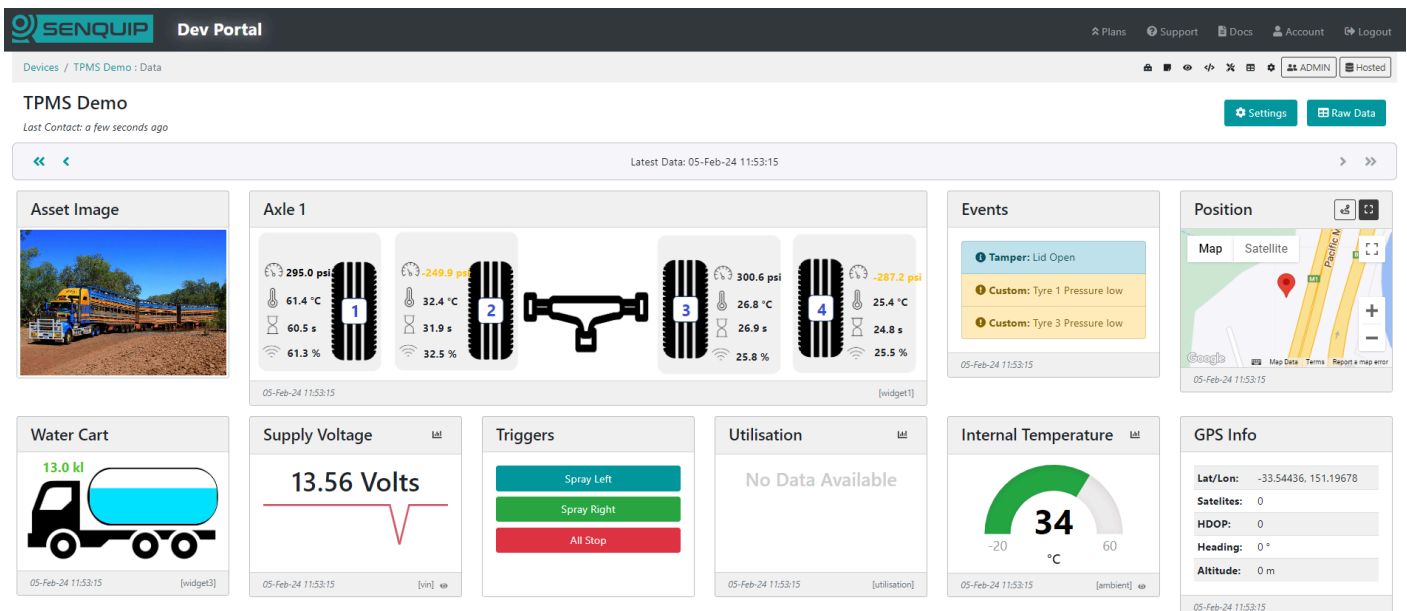 SENQUIP Dev Portal
Plans Support Docs Account Logout
Devices / TPMS Demo : Data
ADMIN Hosted
TPMS Demo
Last Contact: a few seconds ago
Settings Raw Data
Latest Data: 05-Feb-24 11:53:15
Asset Image
Axle 1
295.0 psi
61.4 °C
60.5 s
61.3 %
1
-249.9 psi
32.4 °C
31.9 s
32.5 %
2
3
300.6 psi
26.8 °C
26.9 s
25.8 %
4
-287.2 psi
25.4 °C
24.8 s
25.5 %
05-Feb-24 11:53:15 [widget1]
Events
Tamper: Lid Open
Custom: Tyre 1 Pressure low
Custom: Tyre 3 Pressure low
05-Feb-24 11:53:15
Position
Map Satellite
Pacific M
M1
Google Map Data Terms Report a map error
05-Feb-24 11:53:15
Water Cart
13.0 kl
05-Feb-24 11:53:15 [widget3]
Supply Voltage
13.56 Volts
05-Feb-24 11:53:15 [vin]
Triggers
Spray Left
Spray Right
All Stop
Utilisation
No Data Available
05-Feb-24 11:53:15 [utilisation]
Internal Temperature
34
-20 60
°C
05-Feb-24 11:53:15 [ambient]
GPS Info
Lat/Lon: -33.54436, 151.19678
Satelites: 0
HDOP: 0
Heading: 0 °
Altitude: 0 m
05-Feb-24 11:53:15